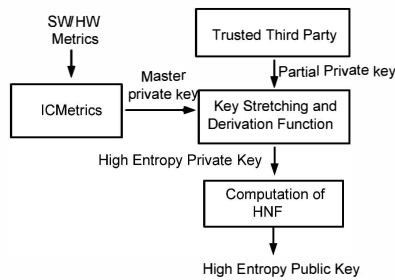 SW/HW
Metrics
Trusted Third Party
Master
private key
Partial Private key
ICMetrics
Key Stretching and
Derivation Function
High Entropy Private Key
Computation of
HNF
High Entropy Public Key